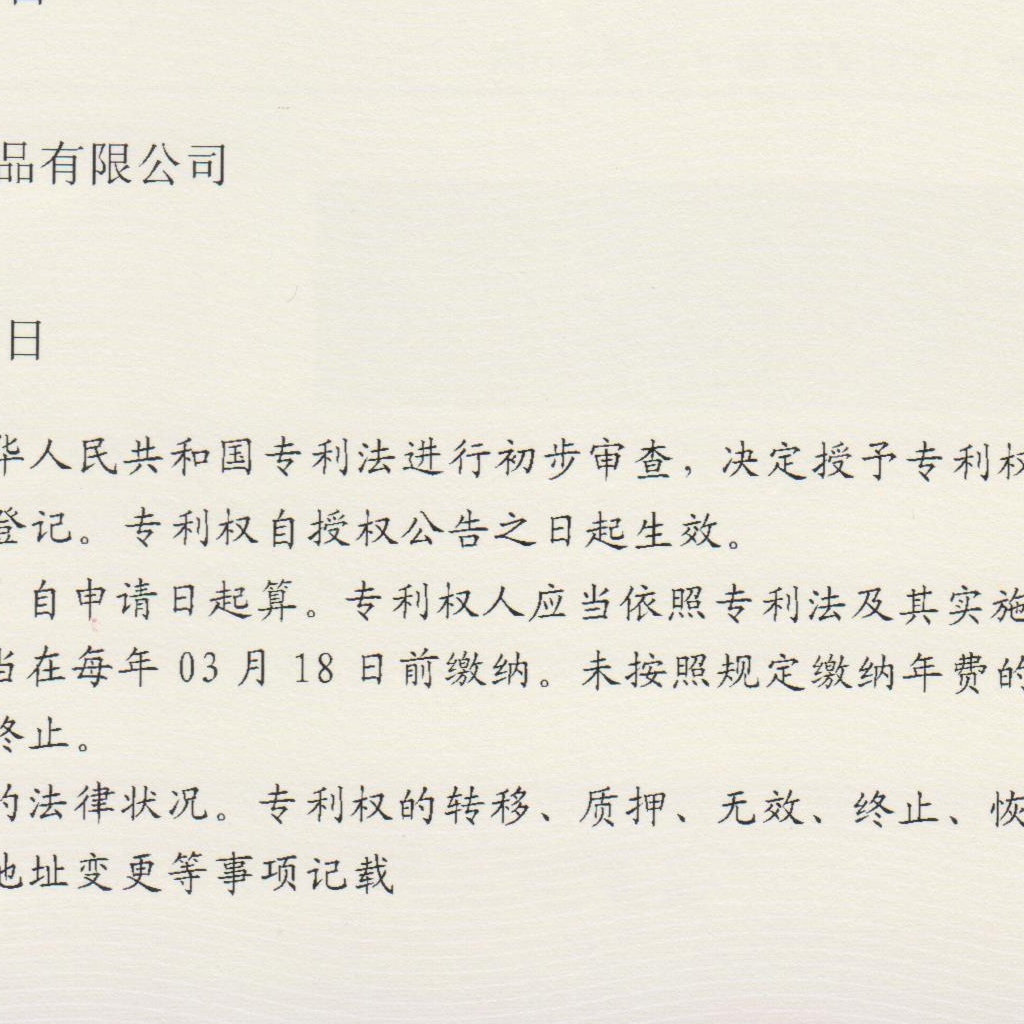 品有限公司
日
华人民共和国专利法进行初步审查，决定授予专利权
登记。专利权自授权公告之日起生效。
自申请日起算。专利权人应当依照专利法及其实施
当在每年 03 月 18 日前缴纳。未按照规定缴纳年费的
终止。
的法律状况。专利权的转移、质押、无效、终止、恢
地址变更等事项记载